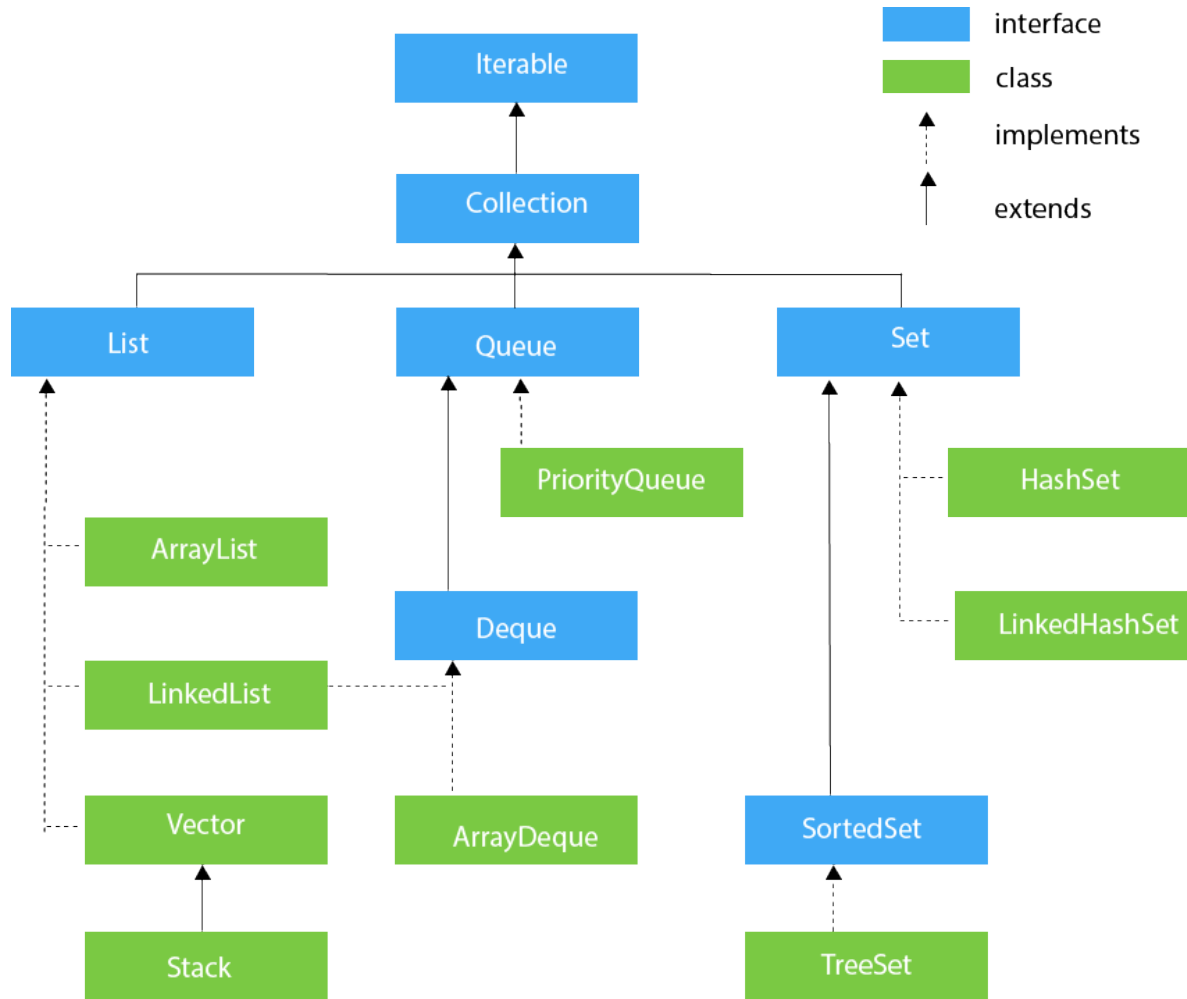 interface
Iterable
class
implements
Collection
extends
List
Queue
Set
PriorityQueue
HashSet
ArrayList
Deque
LinkedHashSet
LinkedList
Vector
ArrayDeque
SortedSet
Stack
TreeSet